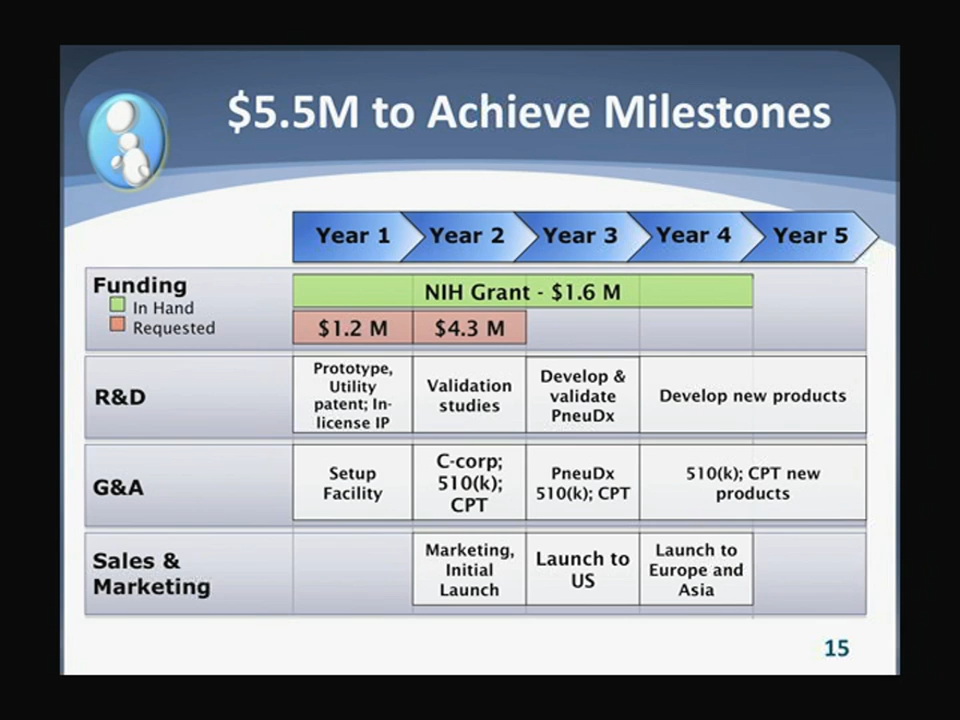 $5.5M to Achieve Milestones
Year 1
Year 2
Year 3
Year 4
Year 5
Funding
In Hand
Requested
NIH Grant - $1.6 M
$1.2 M
$4.3 M
R&D
Prototype,
Utility
patent; In-
license IP
Validation
studies
Develop &
validate
PneuDx
Develop new products
G&A
Setup
Facility
C-corp;
510(k);
CPT
PneuDx
510(k); CPT
510(k); CPT new
products
Sales &
Marketing
Marketing,
Initial
Launch
Launch to
US
Launch to
Europe and
Asia
15